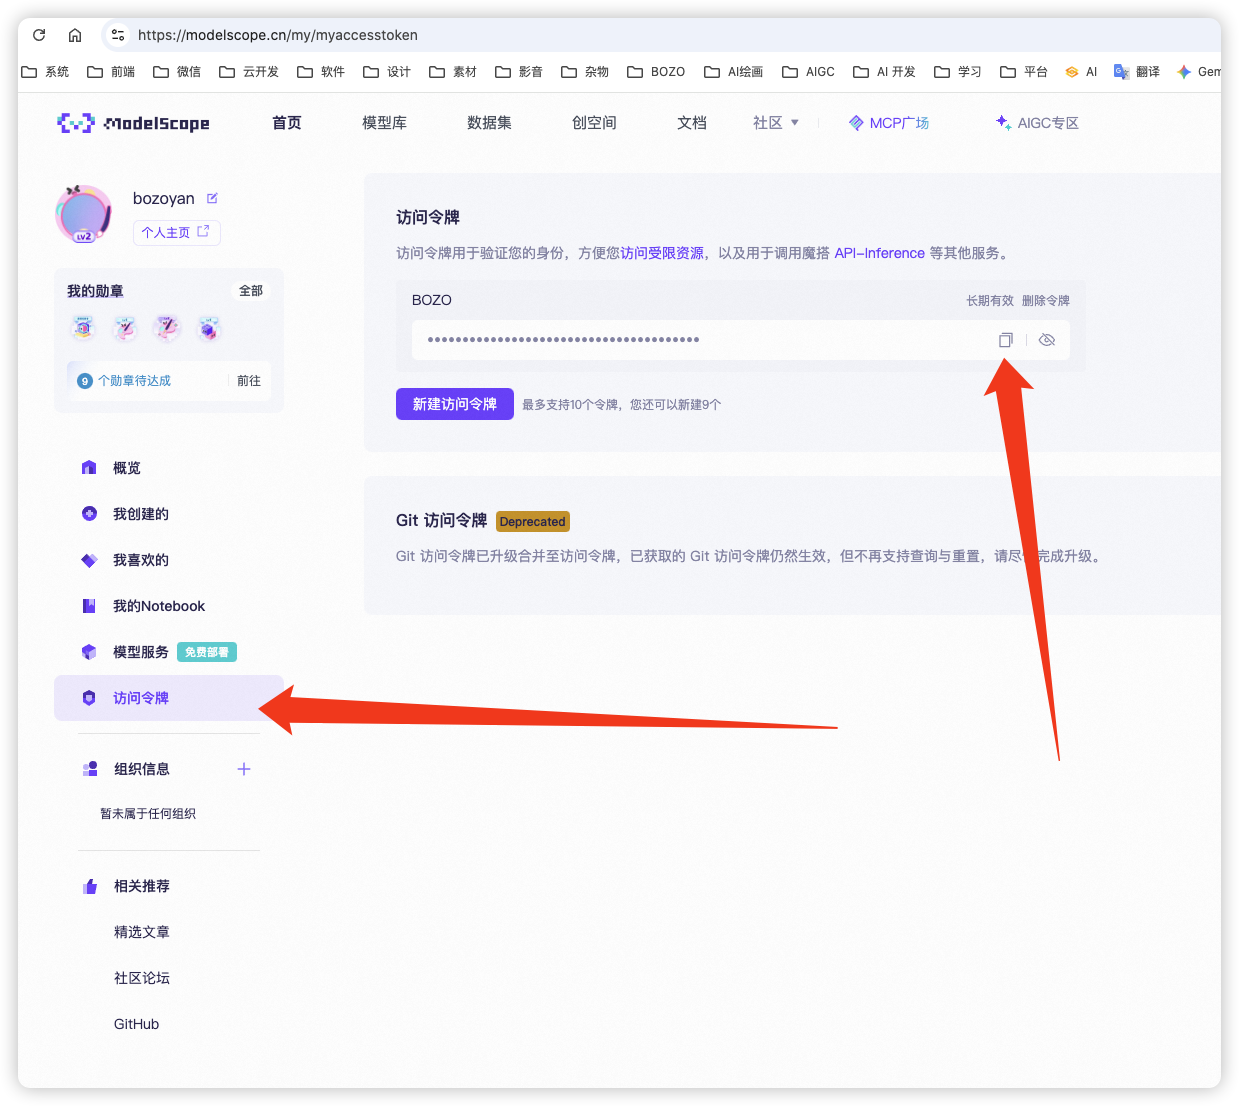 https://modelscope.cn/my/myaccesstoken
系统 前端 微信 云开发 软件 设计 素材 影音 杂物 BOZO AI绘画 AIGC AI 开发 学习 平台 AI 翻译 Gem
ModelScope 首页 模型库 数据集 创空间 文档 社区 MCP广场 AIGC专区
bozoyan
个人主页
LV2
我的勋章 全部
9 个勋章待达成 前往
概览
我创建的
我喜欢的
我的Notebook
模型服务 免费部署
访问令牌
组织信息
暂未属于任何组织
相关推荐
精选文章
社区论坛
GitHub
访问令牌
访问令牌用于验证您的身份，方便您访问受限资源，以及用于调用魔搭 API-Inference 等其他服务。
BOZO 长期有效 删除令牌
•••••••••••••••••••••••••••••••••••••••
新建访问令牌 最多支持10个令牌，您还可以新建9个
Git 访问令牌 Deprecated
Git 访问令牌已升级合并至访问令牌，已获取的 Git 访问令牌仍然生效，但不再支持查询与重置，请尽 完成升级。